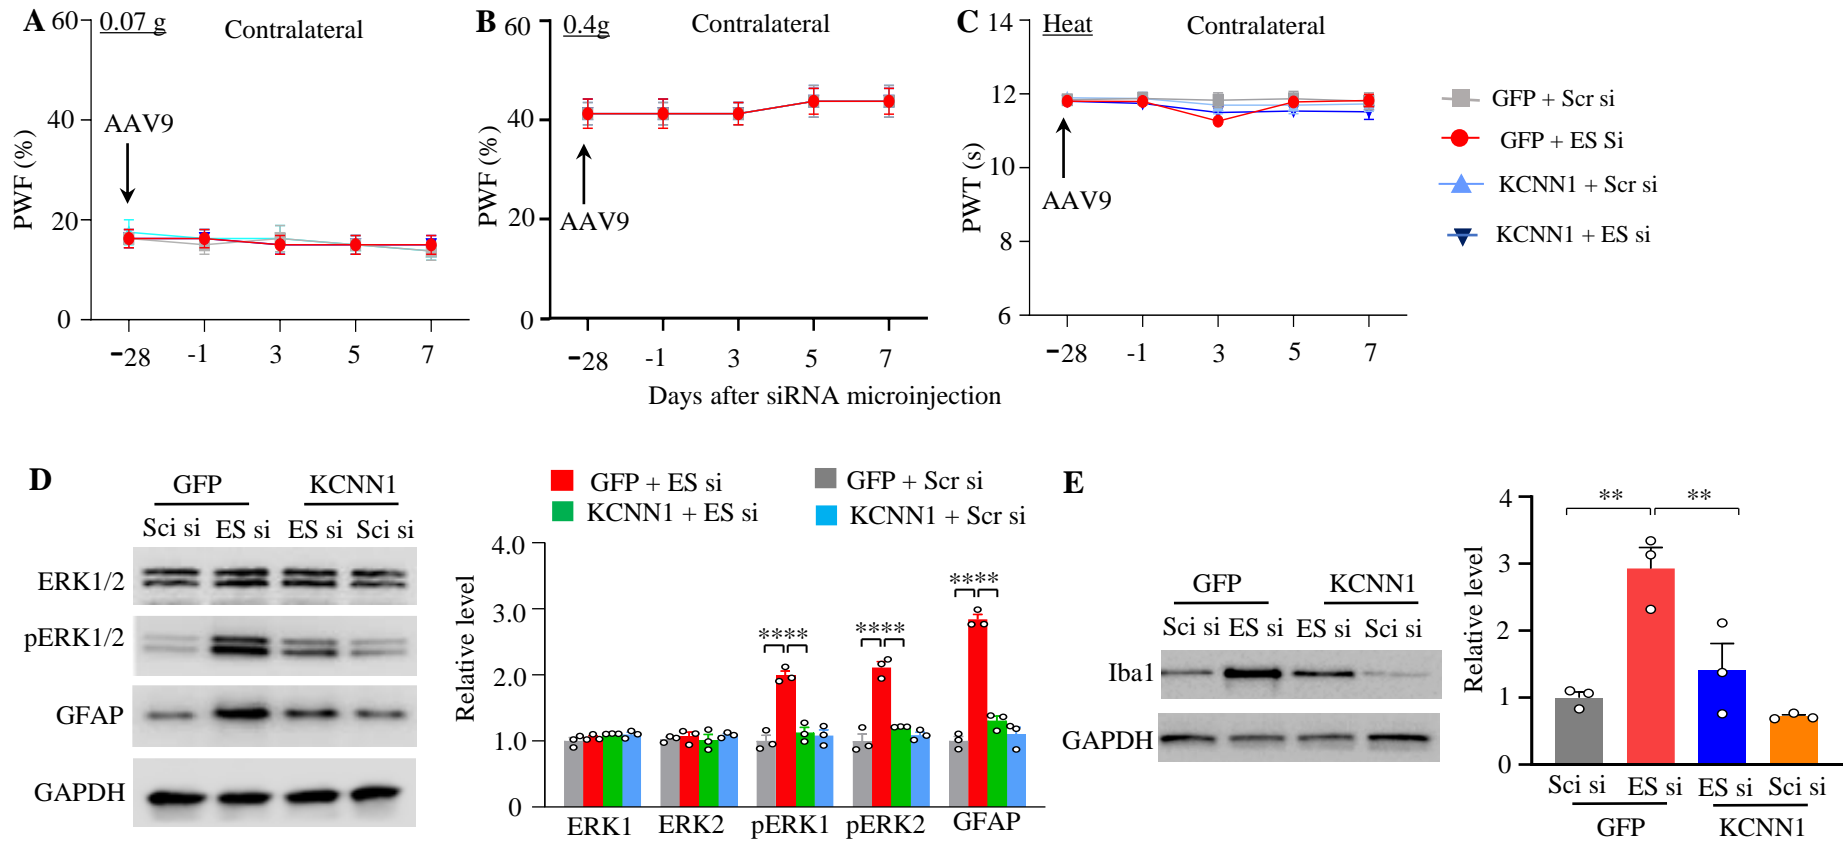 A
60
0.07 g
Contralateral
40
AAV9
PWF (%)
20
0
-28
-1
3
5
7
B
60
0.4g
Contralateral
40
PWF (%)
AAV9
20
0
-28
-1
3
5
7
Days after siRNA microinjection
C
14
Heat
Contralateral
12
10
PWT (s)
AAV9
8
6
-28
-1
3
5
7
GFP + Scr si
GFP + ES Si
KCNN1 + Scr si
KCNN1 + ES si
D
GFP
KCNN1
Sci si
ES si
ES si
Sci si
ERK1/2
pERK1/2
GFAP
GAPDH
GFP + ES si
GFP + Scr si
KCNN1 + ES si
KCNN1 + Scr si
4.0
3.0
2.0
1.0
0
Relative level
****
****
****
ERK1
ERK2
pERK1
pERK2
GFAP
E
GFP
KCNN1
Sci si
ES si
ES si
Sci si
Iba1
GAPDH
4
3
2
1
0
Relative level
**
**
Sci si
ES si
ES si
Sci si
GFP
KCNN1